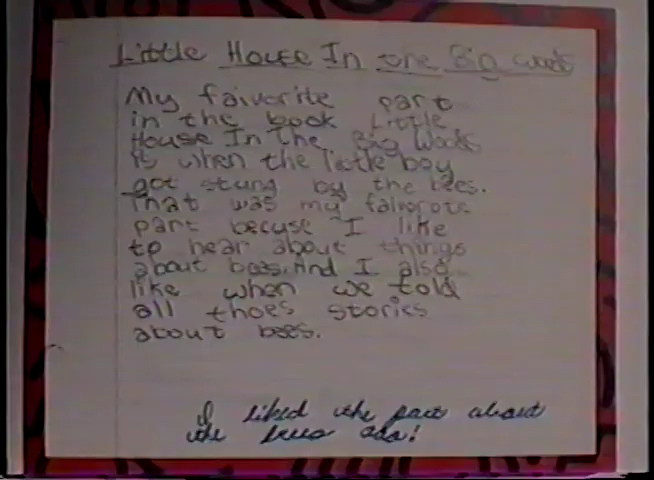 Little House In the Big Woods
My faivorite part
in the book Little
House In The Big Woods
is when the little boy
got stung by the bees.
That was my faivorote
part becuse I like
to hear about things
about bees. And I also
like when we told
all thoes stories
about bees.
I liked the part about
the bees